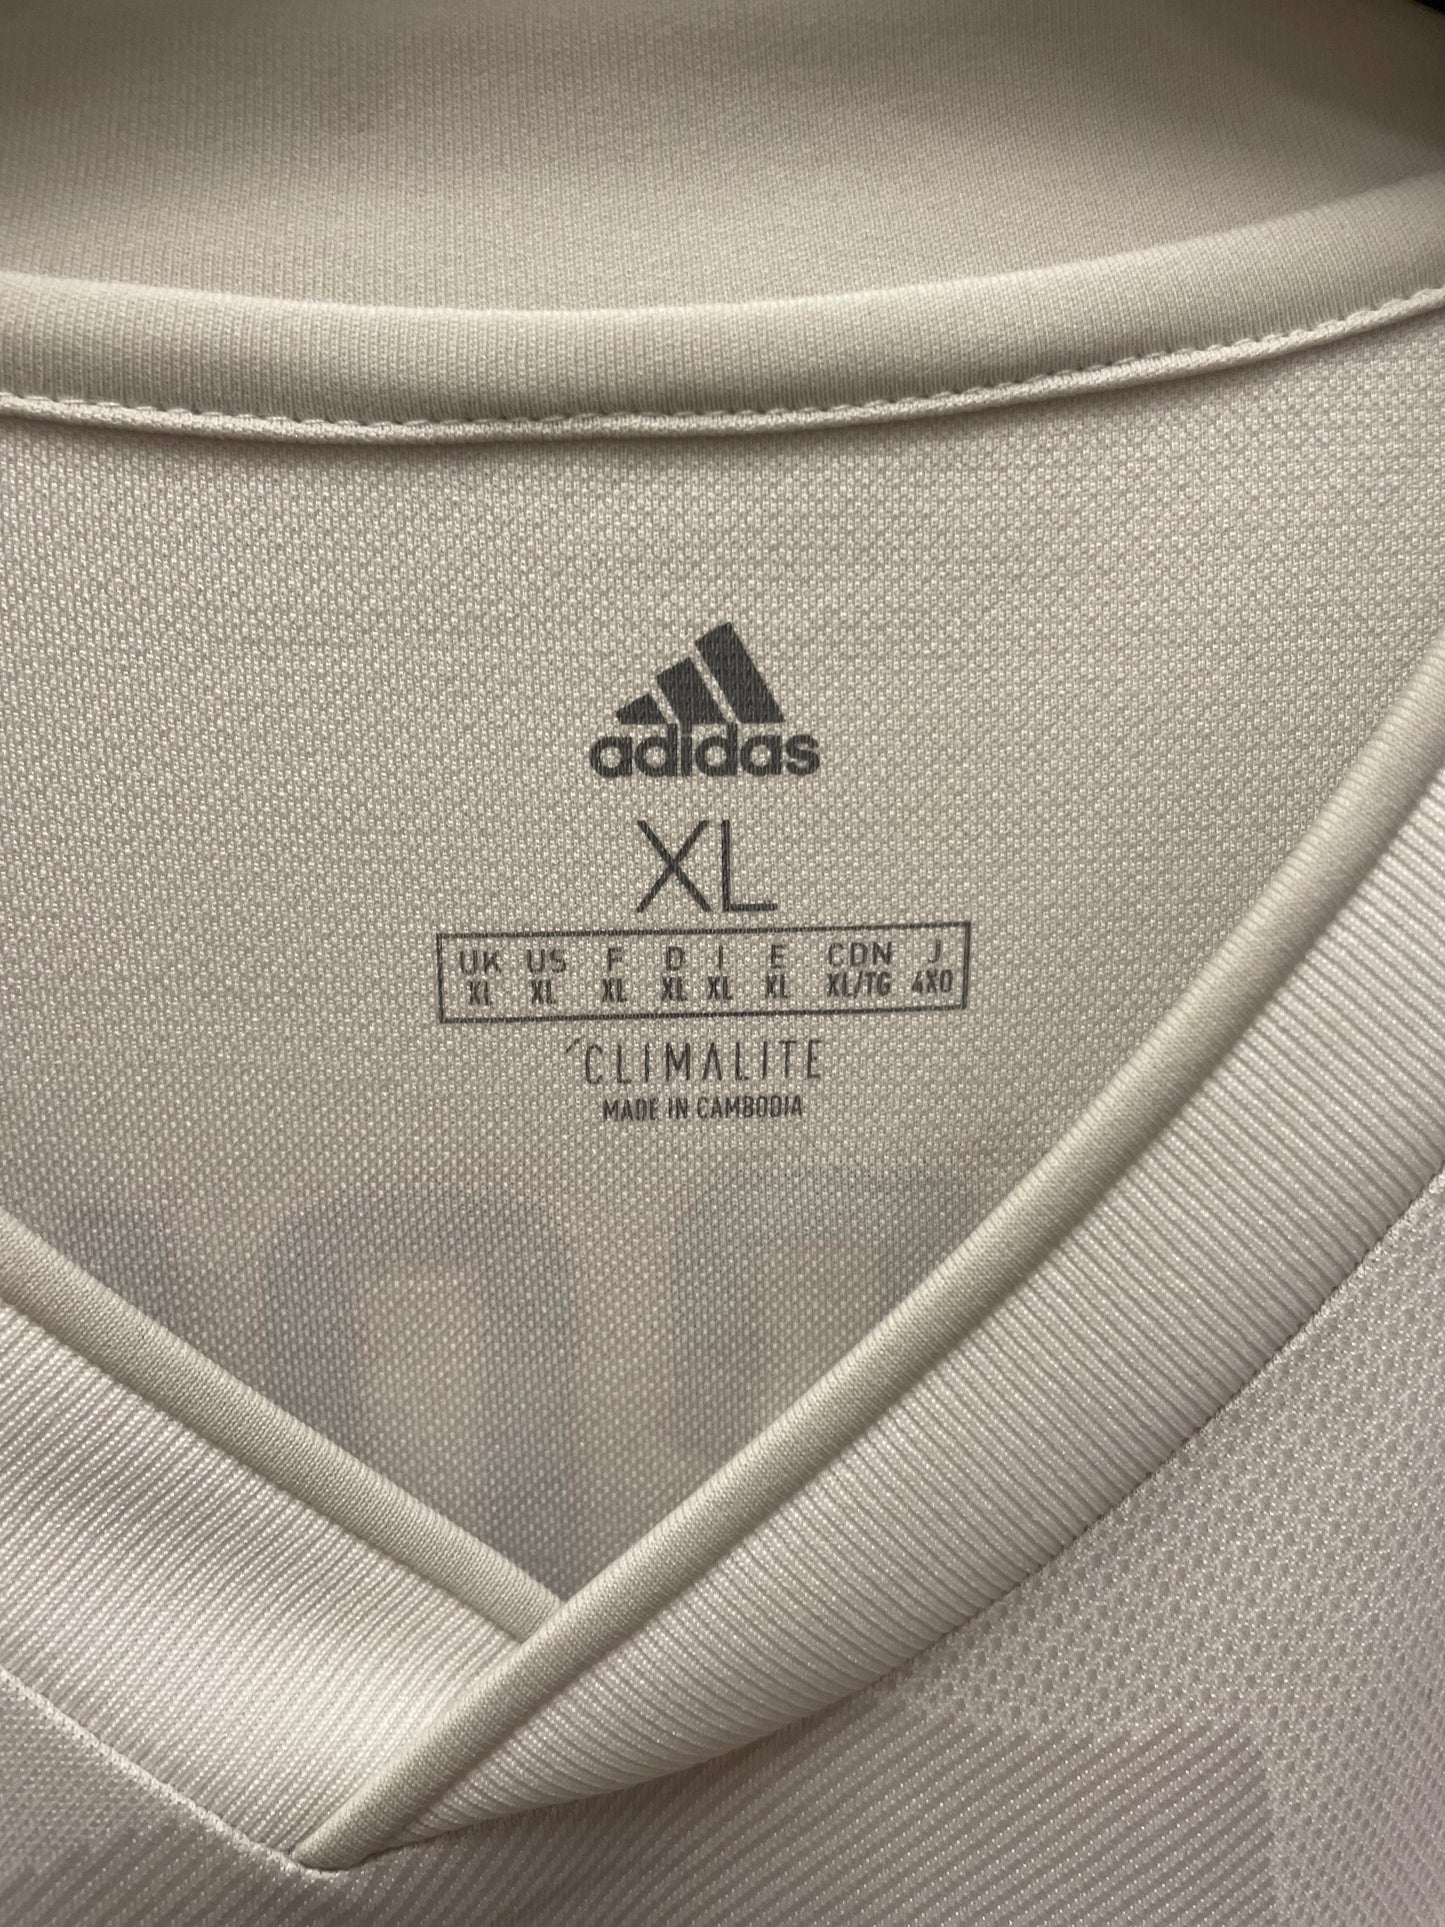 adidas
XL
UK US F D I E CDN J
XL XL XL XL XL XL XL/TG 4XO
CLIMALITE
MADE IN CAMBODIA